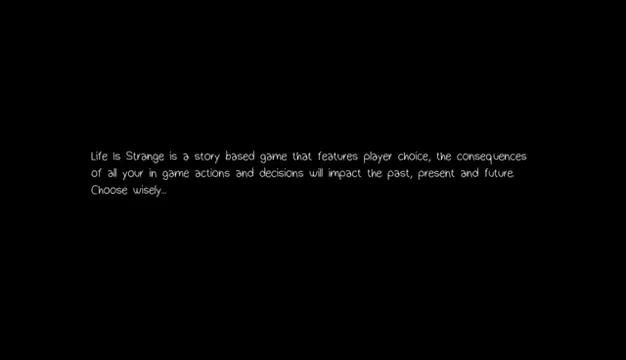 Life Is Strange is a story based game that features player choice, the consequences
of all your in game actions and decisions will impact the past, present and future.
Choose wisely...